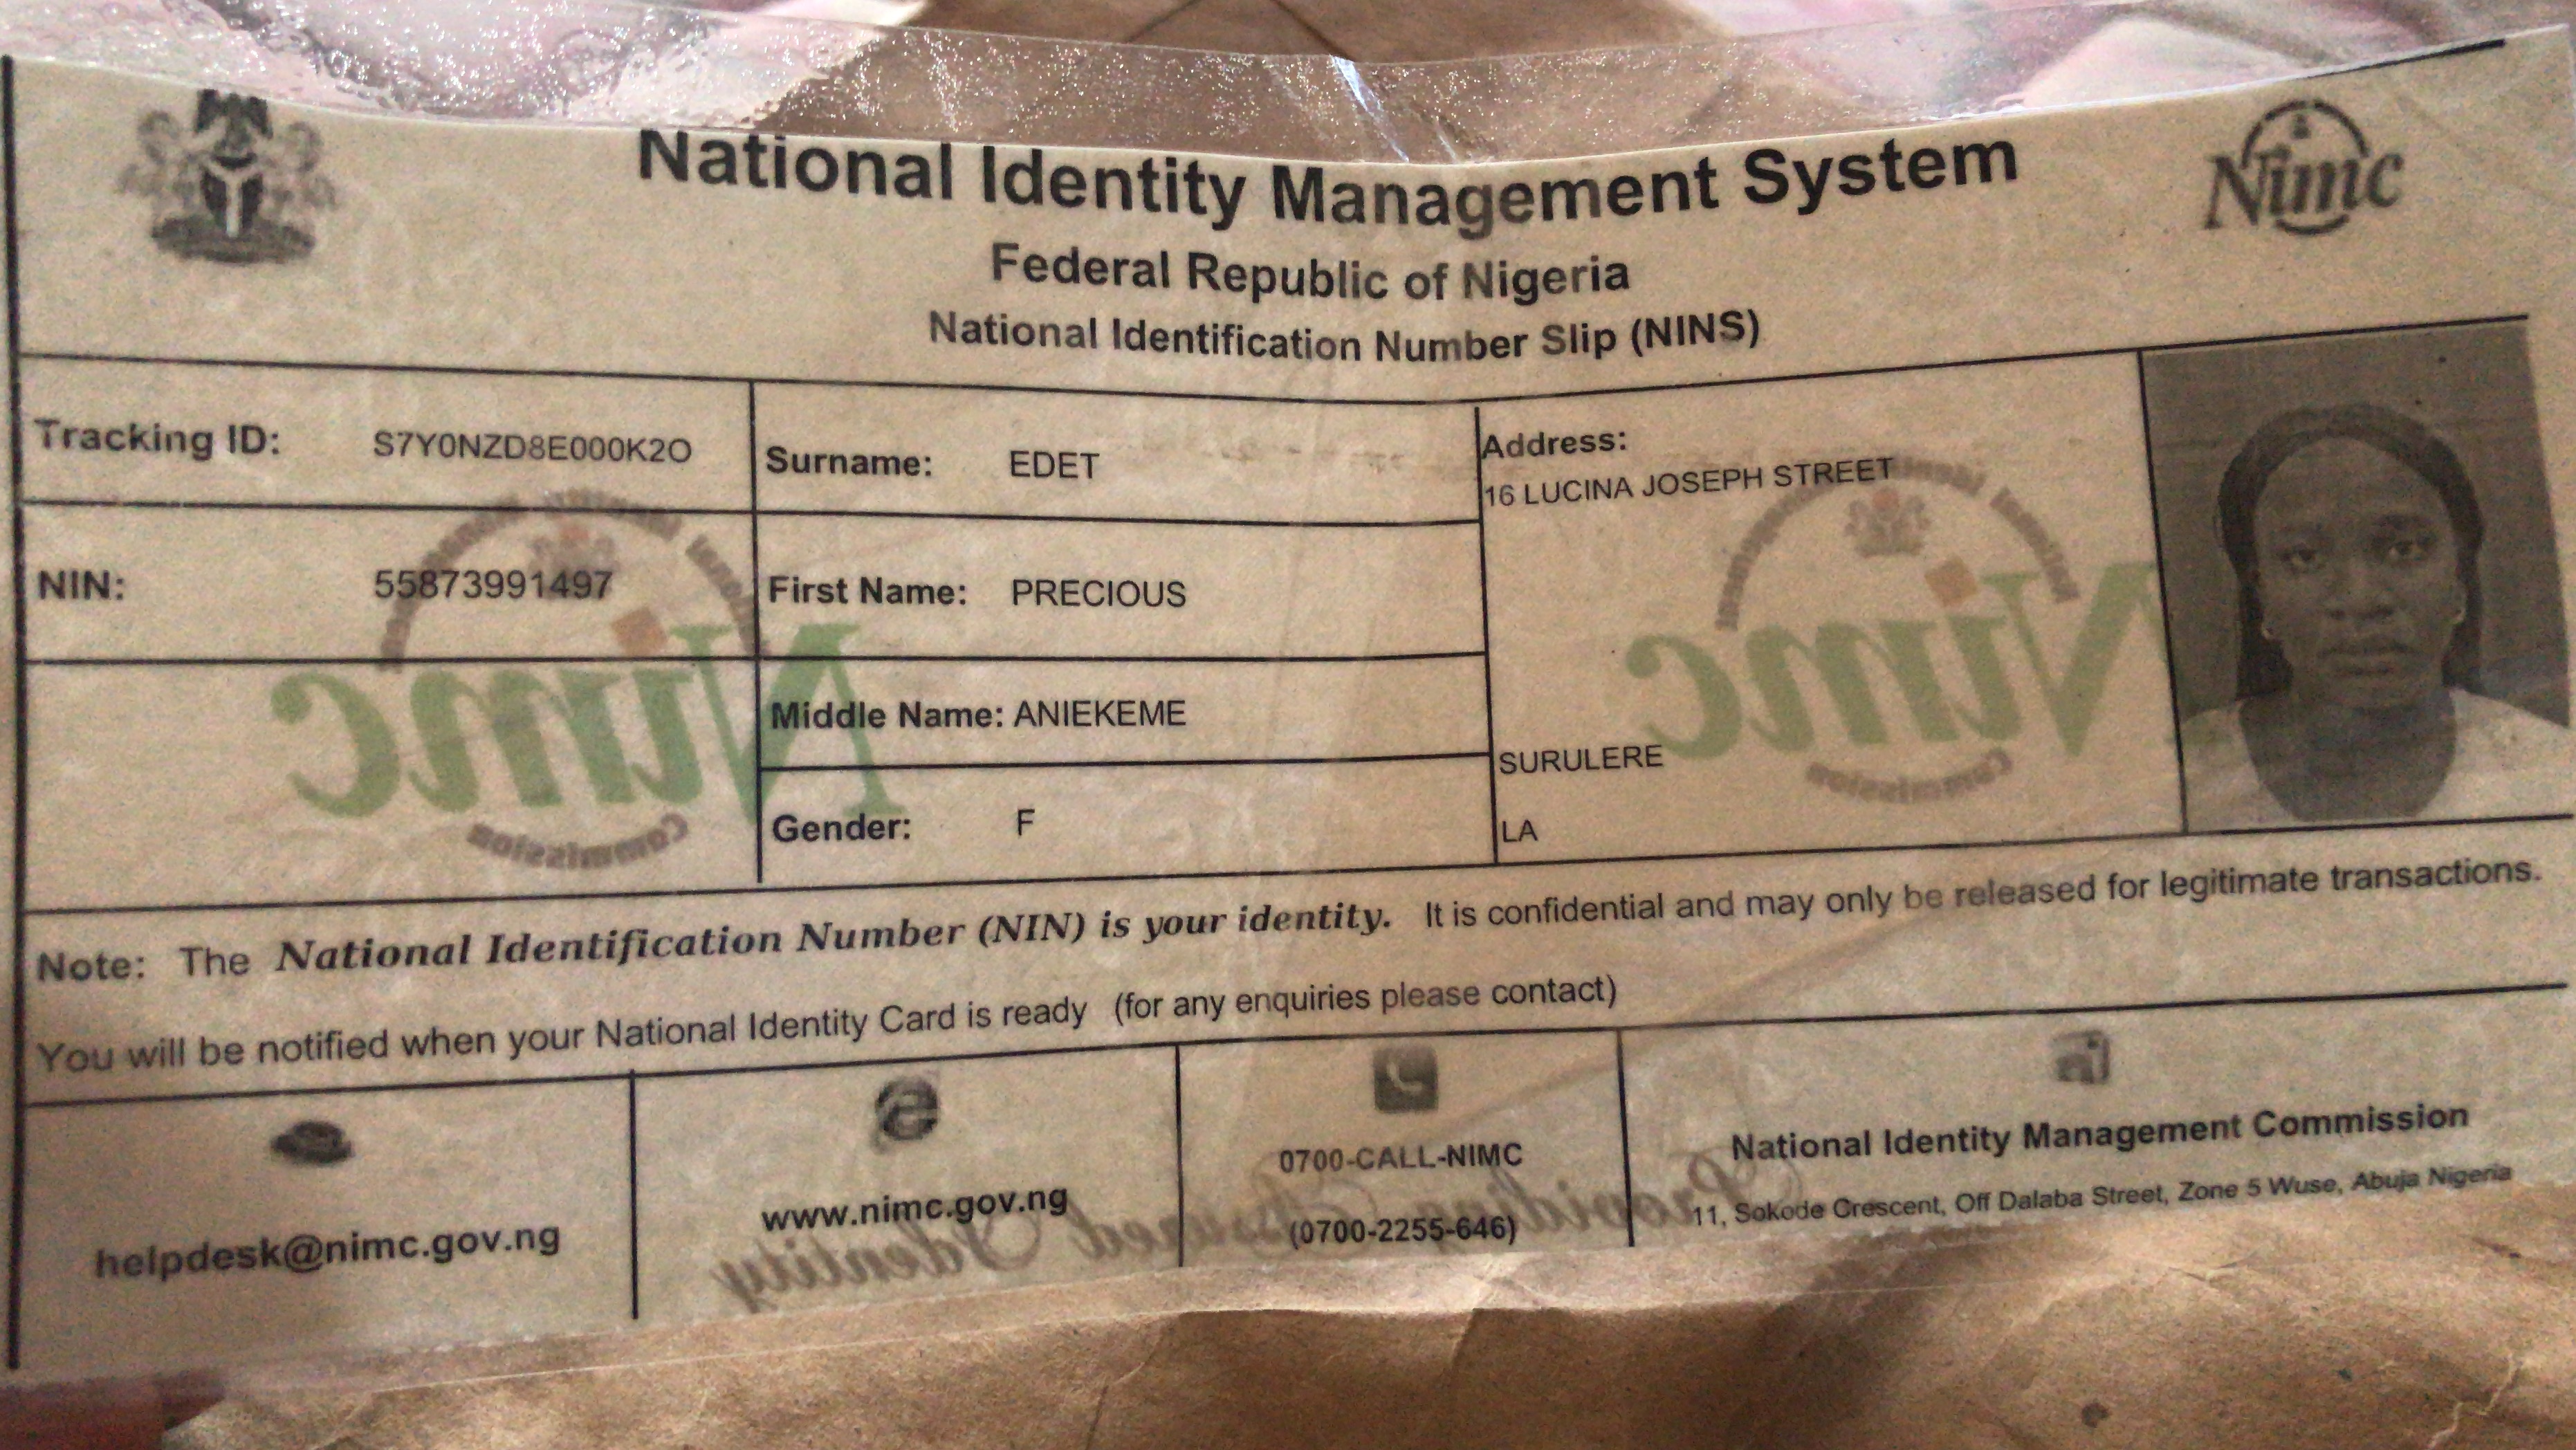 Nimc
National Identity Management System
Federal Republic of Nigeria
National Identification Number Slip (NINS)
Tracking ID: S7Y0NZD8E000K2O
Surname: EDET
Address:
16 LUCINA JOSEPH STREET
NIN: 55873991497
First Name: PRECIOUS
Middle Name: ANIEKEME
SURULERE
Gender: F
LA
Nimc
Commission
Nimc
Commission
Note: The National Identification Number (NIN) is your identity. It is confidential and may only be released for legitimate transactions.
You will be notified when your National Identity Card is ready (for any enquiries please contact)
helpdesk@nimc.gov.ng
www.nimc.gov.ng
0700-CALL-NIMC
(0700-2255-646)
National Identity Management Commission
11, Sokode Crescent, Off Dalaba Street, Zone 5 Wuse, Abuja Nigeria
Providing Assured Identity